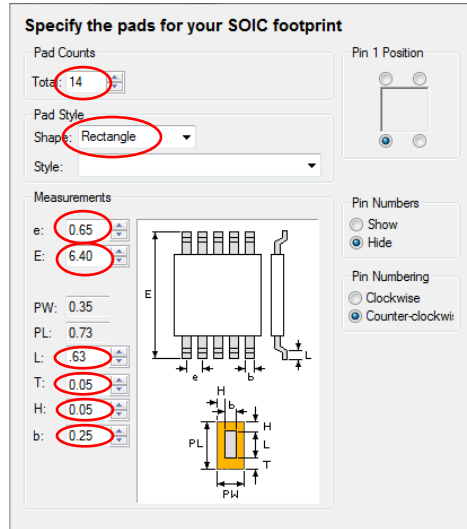 Specify the pads for your SOIC footprint
Pad Counts
Total: 14
Pad Style
Shape: Rectangle
Style:
Measurements
e: 0.65
E: 6.40
PW: 0.35
PL: 0.73
L: .63
T: 0.05
H: 0.05
b: 0.25
E
L
e
b
H
b
H
PL
L
T
PW
Pin 1 Position
Pin Numbers
Show
Hide
Pin Numbering
Clockwise
Counter-clockwi